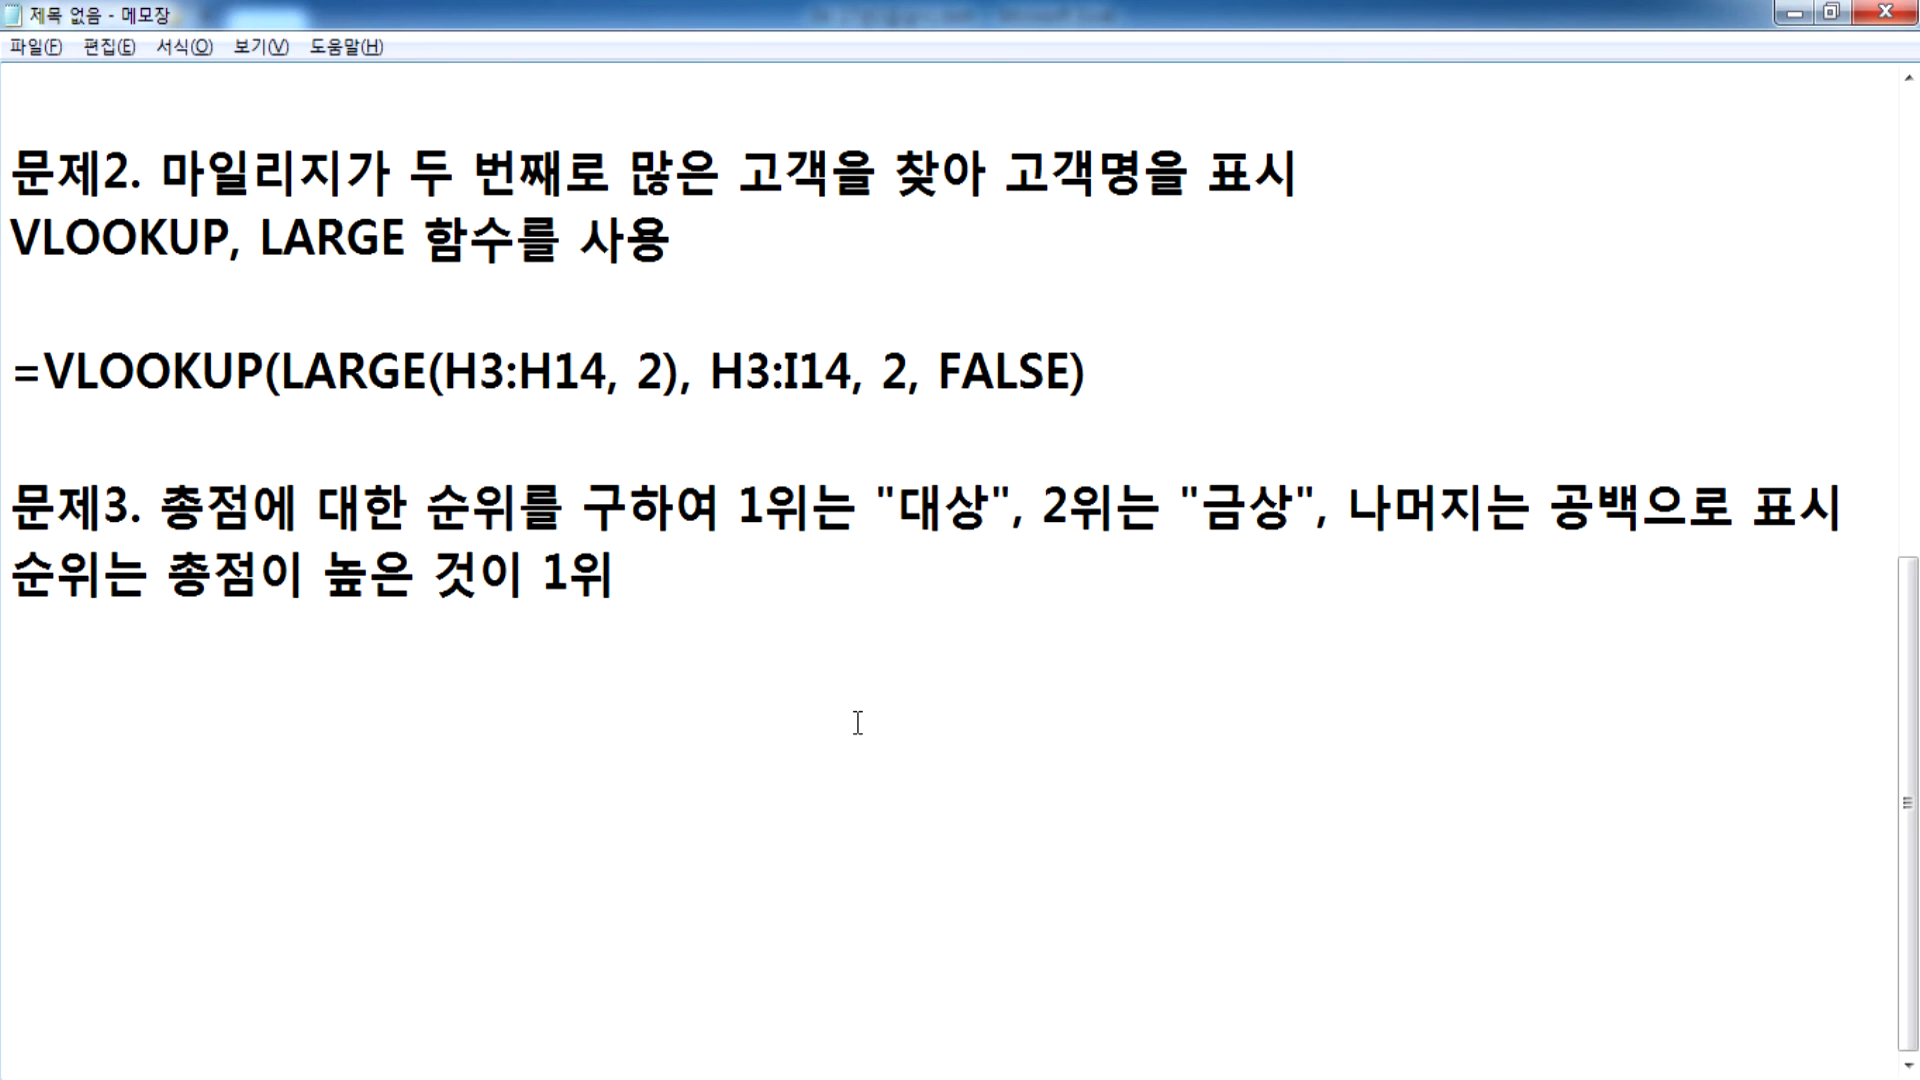 제목 없음 - 메모장
파일(F) 편집(E) 서식(O) 보기(V) 도움말(H)
문제2. 마일리지가 두 번째로 많은 고객을 찾아 고객명을 표시
VLOOKUP, LARGE 함수를 사용
=VLOOKUP(LARGE(H3:H14, 2), H3:I14, 2, FALSE)
문제3. 총점에 대한 순위를 구하여 1위는 "대상", 2위는 "금상", 나머지는 공백으로 표시
순위는 총점이 높은 것이 1위